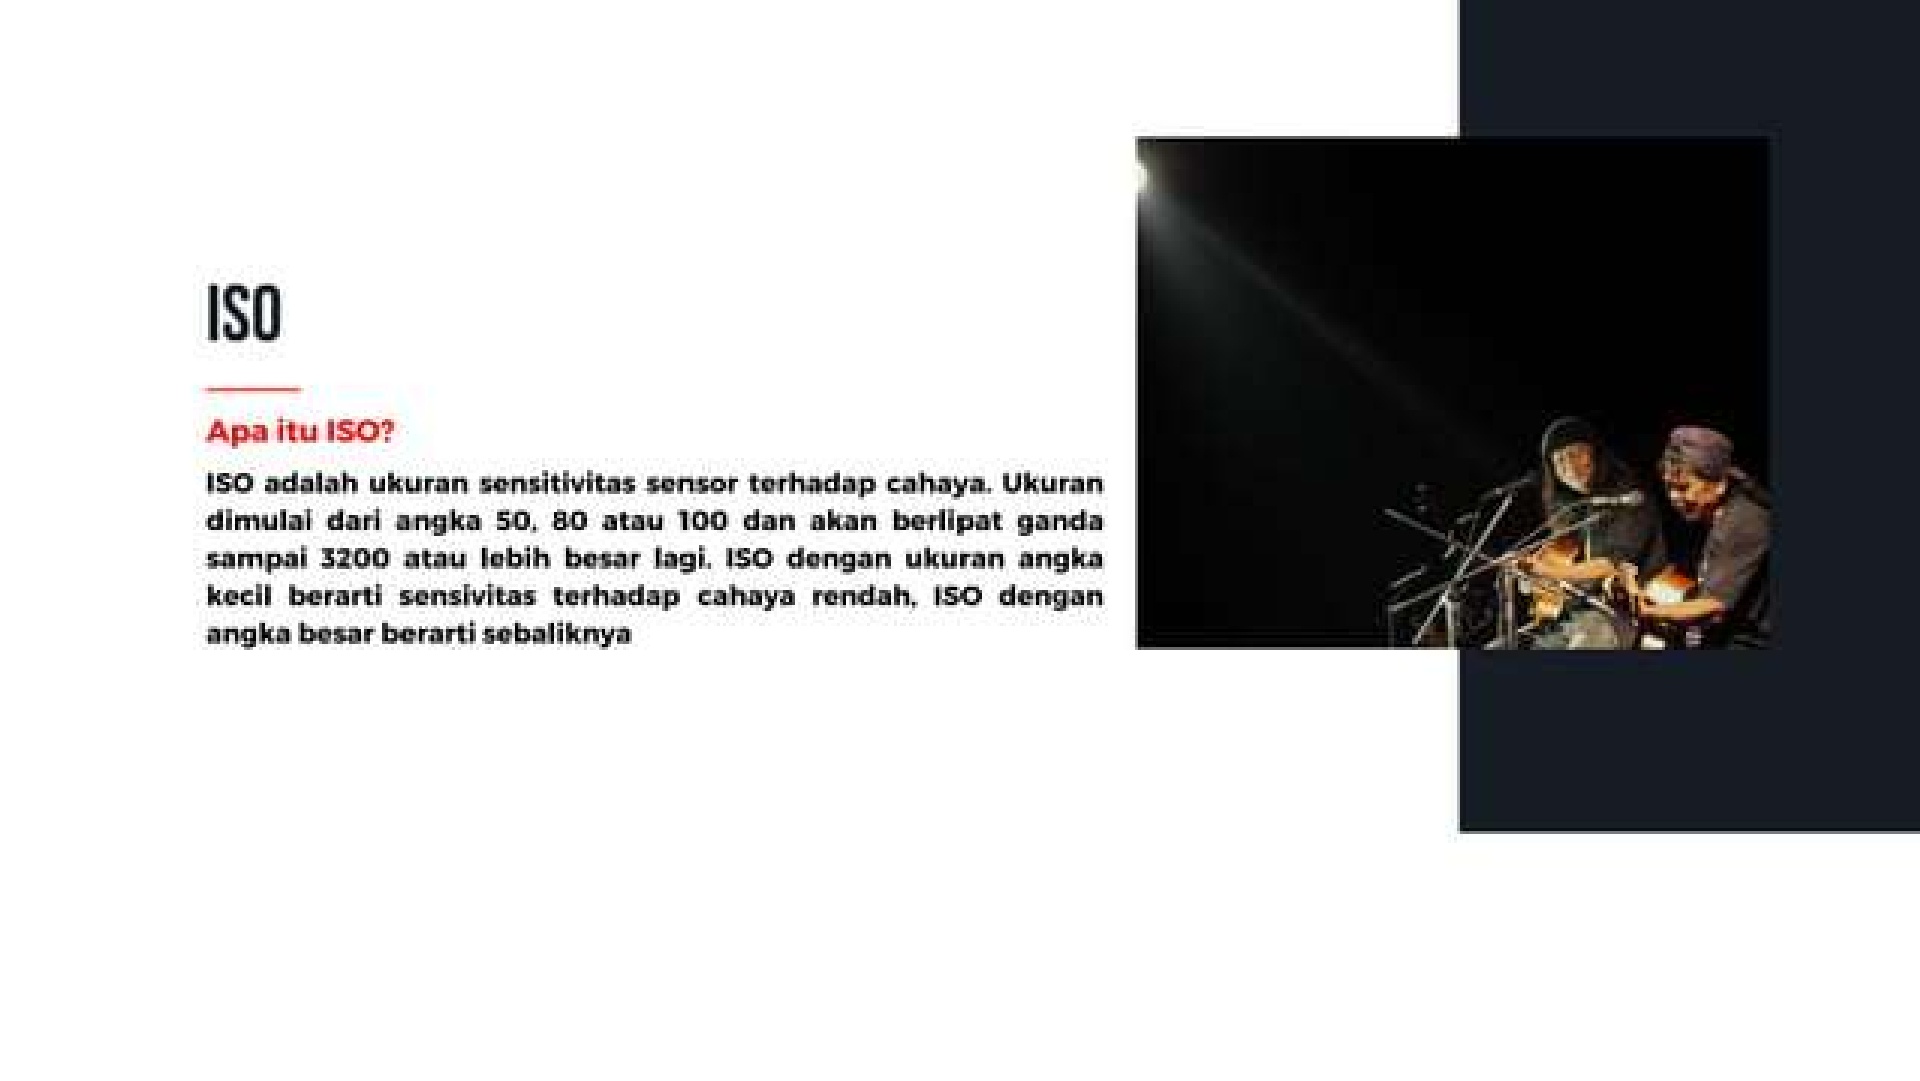 ISO
Apa itu ISO?
ISO adalah ukuran sensitivitas sensor terhadap cahaya. Ukuran
dimulai dari angka 50, 80 atau 100 dan akan berlipat ganda
sampai 3200 atau lebih besar lagi. ISO dengan ukuran angka
kecil berarti sensivitas terhadap cahaya rendah, ISO dengan
angka besar berarti sebaliknya